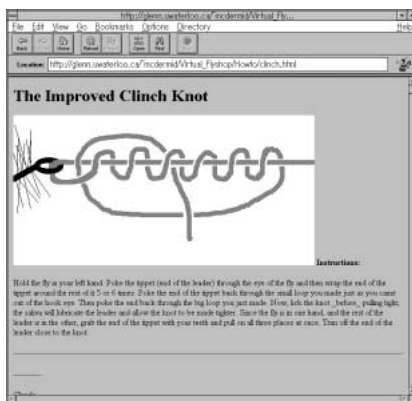 http://glenn.uwaterloo.ca/~mcdermid/Virtual_Fly...
File Edit View Go Bookmarks Options Directory Help
Back Home Reload Open Find
Location: http://glenn.uwaterloo.ca/~mcdermid/Virtual_Flyshop/Howto/clinch.html
The Improved Clinch Knot
Instructions:
Hold the fly in your left hand. Poke the tippet (end of the leader) through the eye of the fly and then wrap the end of the
tippet around the rest of it 5 or 6 times. Poke the end of the tippet back through the small loop you made just as you came
out of the hook eye. Then poke the end back through the big loop you just made. Now, lick the knot _before_ pulling tight,
the saliva will lubricate the leader and allow the knot to be made tighter. Since the fly is in one hand, and the rest of the
leader is in the other, grab the end of the tippet with your teeth and pull on all three places at once. Trim off the end of the
leader close to the knot.